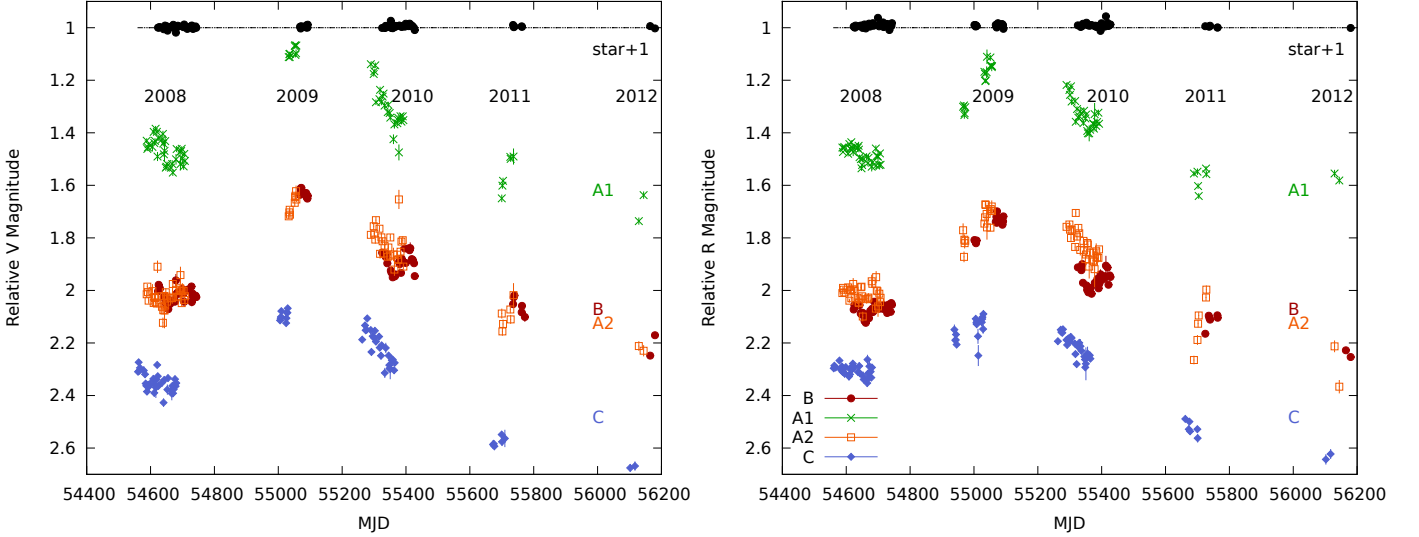 1
1.2
1.4
1.6
1.8
2
2.2
2.4
2.6
54400 54600 54800 55000 55200 55400 55600 55800 56000 56200
Relative V Magnitude
MJD
star+1
2008 2009 2010 2011 2012
A1
B
A2
C
1
1.2
1.4
1.6
1.8
2
2.2
2.4
2.6
54400 54600 54800 55000 55200 55400 55600 55800 56000 56200
Relative R Magnitude
MJD
star+1
2008 2009 2010 2011 2012
A1
B
A2
C
B
A1
A2
C